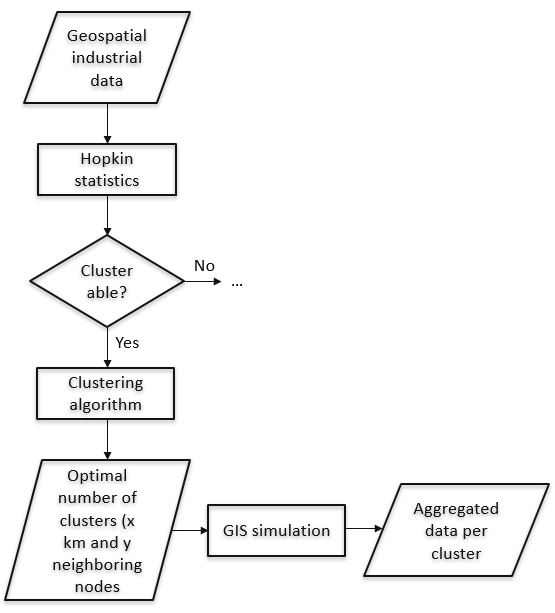 Geospatial
industrial
data
Hopkin
statistics
Cluster
able?
No
...
Yes
Clustering
algorithm
Optimal
number of
clusters (x
km and y
neighboring
nodes
GIS simulation
Aggregated
data per
cluster